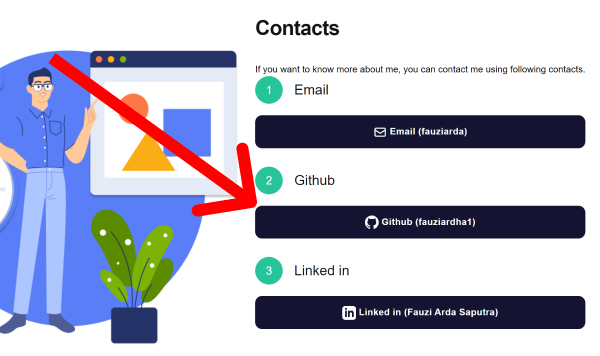 Contacts
If you want to know more about me, you can contact me using following contacts.
1 Email
Email (fauziarda)
2 Github
Github (fauziardha1)
3 Linked in
in Linked in (Fauzi Arda Saputra)